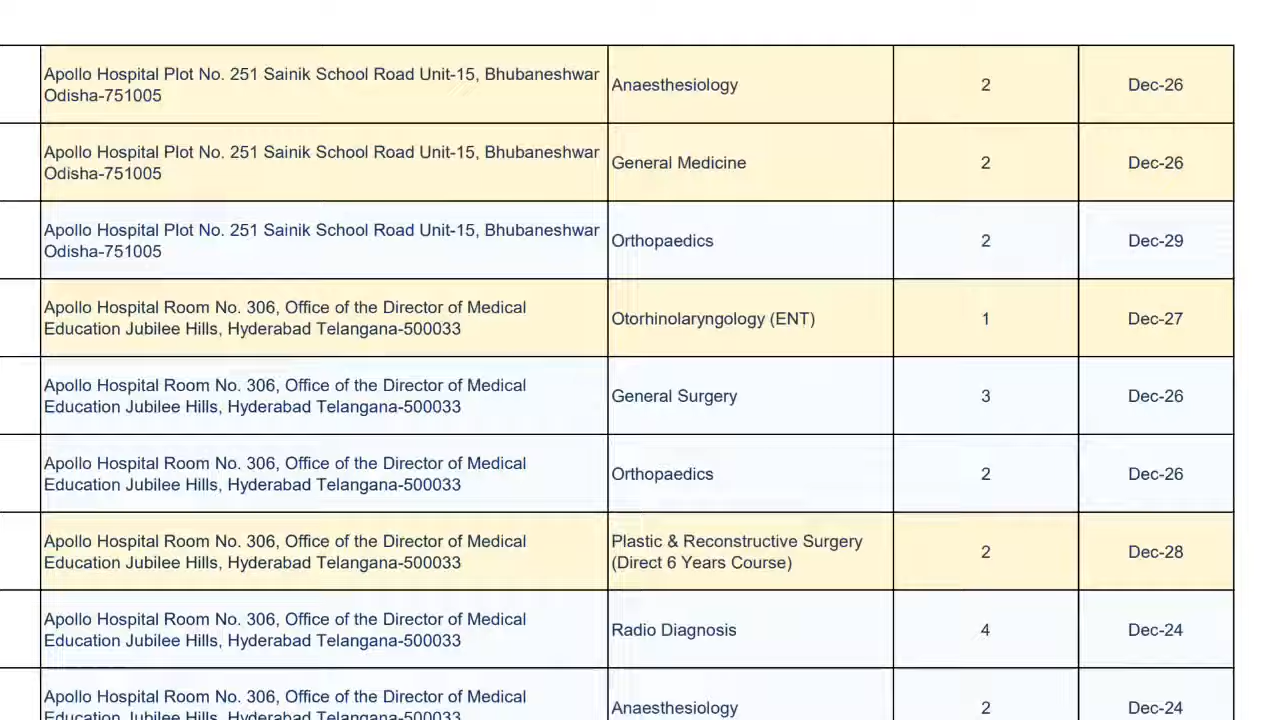 Apollo Hospital Plot No. 251 Sainik School Road Unit-15, Bhubaneshwar
Odisha-751005
Anaesthesiology
2
Dec-26
Apollo Hospital Plot No. 251 Sainik School Road Unit-15, Bhubaneshwar
Odisha-751005
General Medicine
2
Dec-26
Apollo Hospital Plot No. 251 Sainik School Road Unit-15, Bhubaneshwar
Odisha-751005
Orthopaedics
2
Dec-29
Apollo Hospital Room No. 306, Office of the Director of Medical
Education Jubilee Hills, Hyderabad Telangana-500033
Otorhinolaryngology (ENT)
1
Dec-27
Apollo Hospital Room No. 306, Office of the Director of Medical
Education Jubilee Hills, Hyderabad Telangana-500033
General Surgery
3
Dec-26
Apollo Hospital Room No. 306, Office of the Director of Medical
Education Jubilee Hills, Hyderabad Telangana-500033
Orthopaedics
2
Dec-26
Apollo Hospital Room No. 306, Office of the Director of Medical
Education Jubilee Hills, Hyderabad Telangana-500033
Plastic & Reconstructive Surgery
(Direct 6 Years Course)
2
Dec-28
Apollo Hospital Room No. 306, Office of the Director of Medical
Education Jubilee Hills, Hyderabad Telangana-500033
Radio Diagnosis
4
Dec-24
Apollo Hospital Room No. 306, Office of the Director of Medical
Education Jubilee Hills, Hyderabad Telangana-500033
Anaesthesiology
2
Dec-24